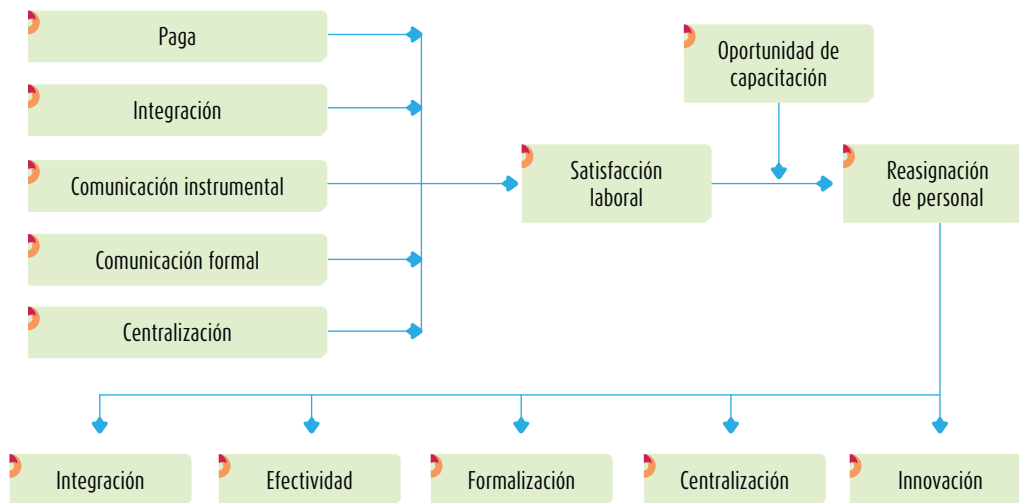 Paga
Integración
Comunicación instrumental
Comunicación formal
Centralización
Satisfacción
laboral
Oportunidad de
capacitación
Reasignación
de personal
Integración
Efectividad
Formalización
Centralización
Innovación